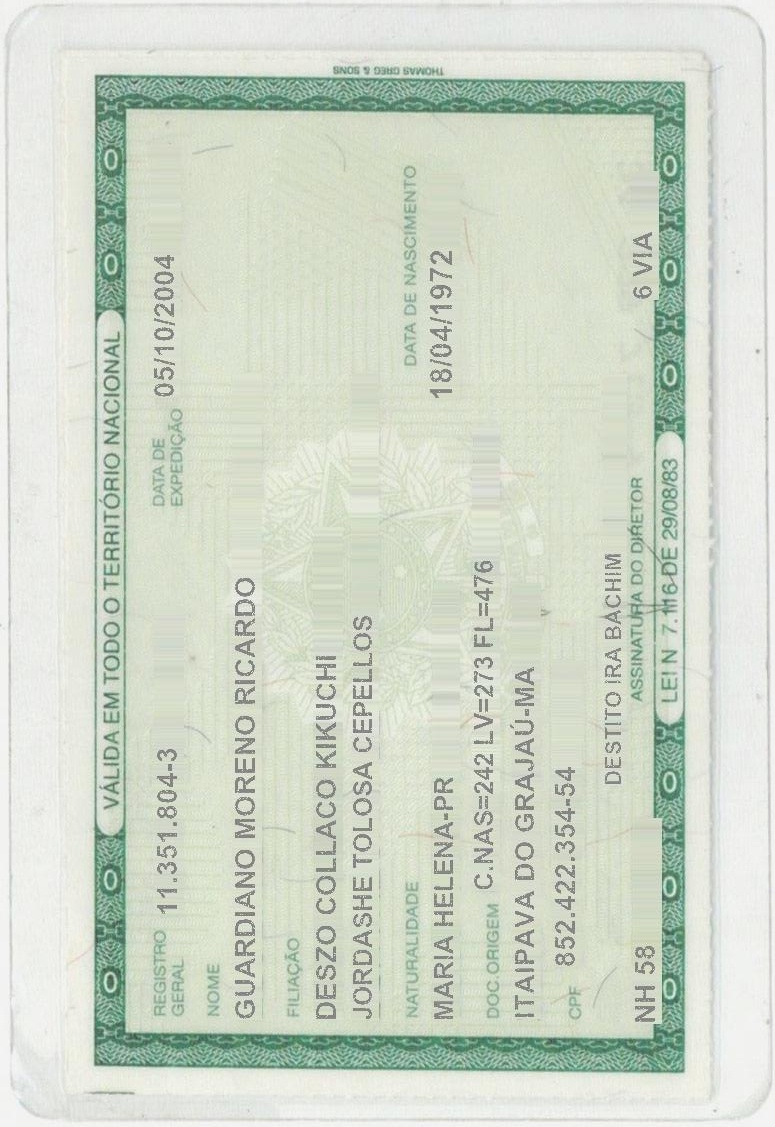 VÁLIDA EM TODO O TERRITÓRIO NACIONAL
REGISTRO GERAL 11.351.804-3 DATA DE EXPEDIÇÃO 05/10/2004
NOME
GUARDIANO MORENO RICARDO
FILIAÇÃO
DESZO COLLACO KIKUCHI
JORDASHE TOLOSA CEPELLOS
NATURALIDADE DATA DE NASCIMENTO
MARIA HELENA-PR 18/04/1972
DOC.ORIGEM C.NAS=242 LV=273 FL=476
ITAIPAVA DO GRAJAÚ-MA
CPF 852.422.354-54
DESTITO IRA BACHIM
NH 58 ASSINATURA DO DIRETOR 6 VIA
LEI N 7.116 DE 29/08/83
THOMAS GREG & SONS